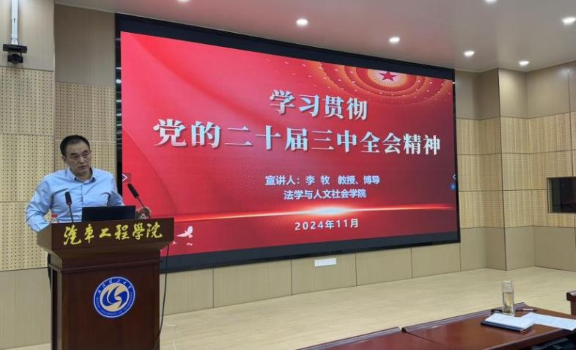 学习贯彻
党的二十届三中全会精神
宣讲人：李 牧 教授、博导
法学与人文社会学院
2024年11月
汽车工程学院